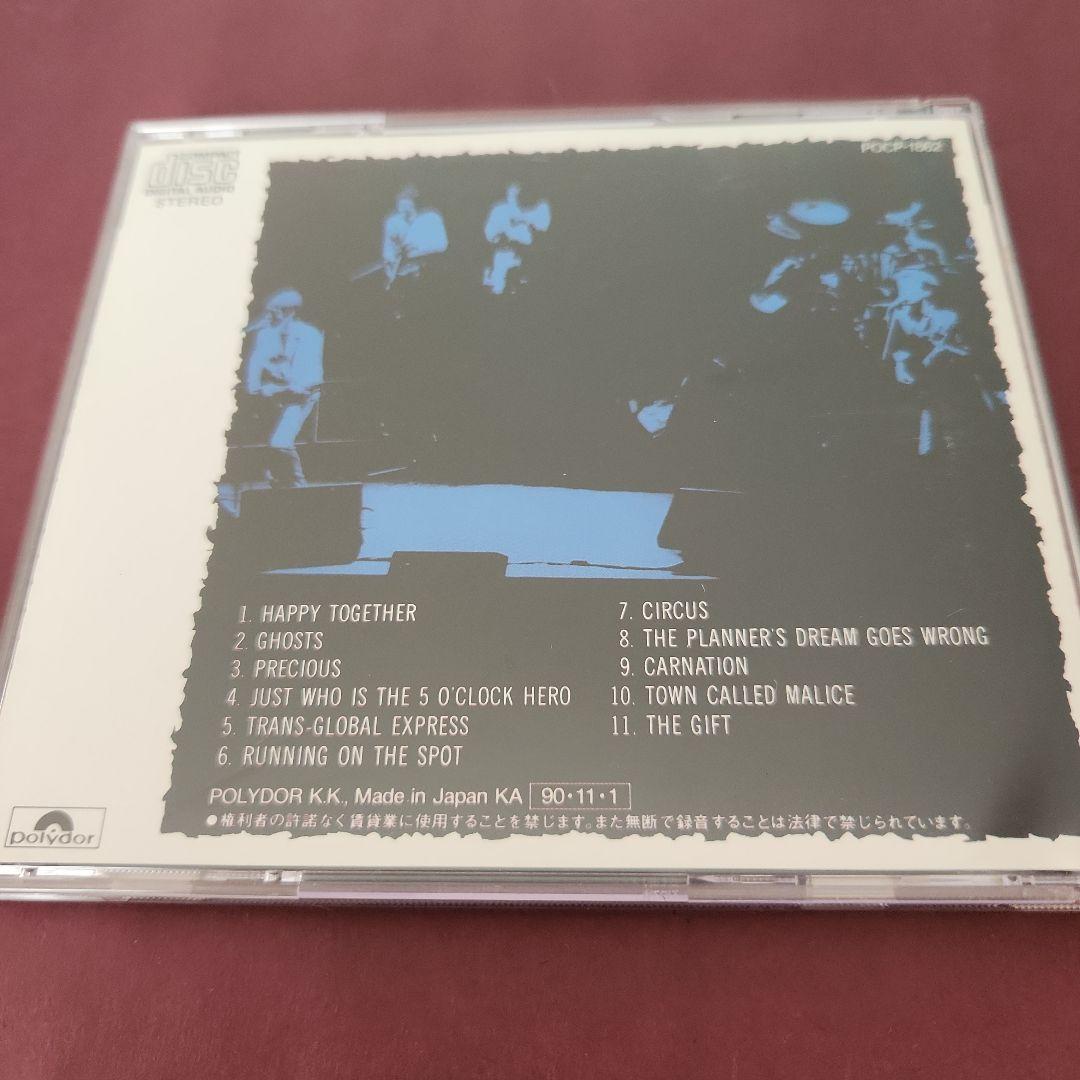 COMPACT
disc
DIGITAL AUDIO
STEREO
POCP-1862
1. HAPPY TOGETHER
2. GHOSTS
3. PRECIOUS
4. JUST WHO IS THE 5 O'CLOCK HERO
5. TRANS-GLOBAL EXPRESS
6. RUNNING ON THE SPOT
7. CIRCUS
8. THE PLANNER'S DREAM GOES WRONG
9. CARNATION
10. TOWN CALLED MALICE
11. THE GIFT
POLYDOR K.K., Made in Japan KA 90・11・1
●権利者の許諾なく賃貸業に使用することを禁じます。また無断で録音することは法律で禁じられています。
polydor